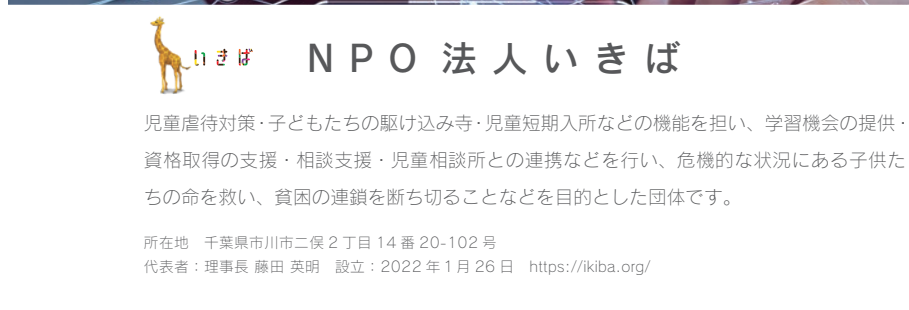 いきば
NPO法人いきば
児童虐待対策・子どもたちの駆け込み寺・児童短期入所などの機能を担い、学習機会の提供・
資格取得の支援・相談支援・児童相談所との連携などを行い、危機的な状況にある子供た
ちの命を救い、貧困の連鎖を断ち切ることなどを目的とした団体です。
所在地　千葉県市川市二俣2丁目14番20-102号
代表者：理事長 藤田 英明　設立：2022年1月26日　https://ikiba.org/